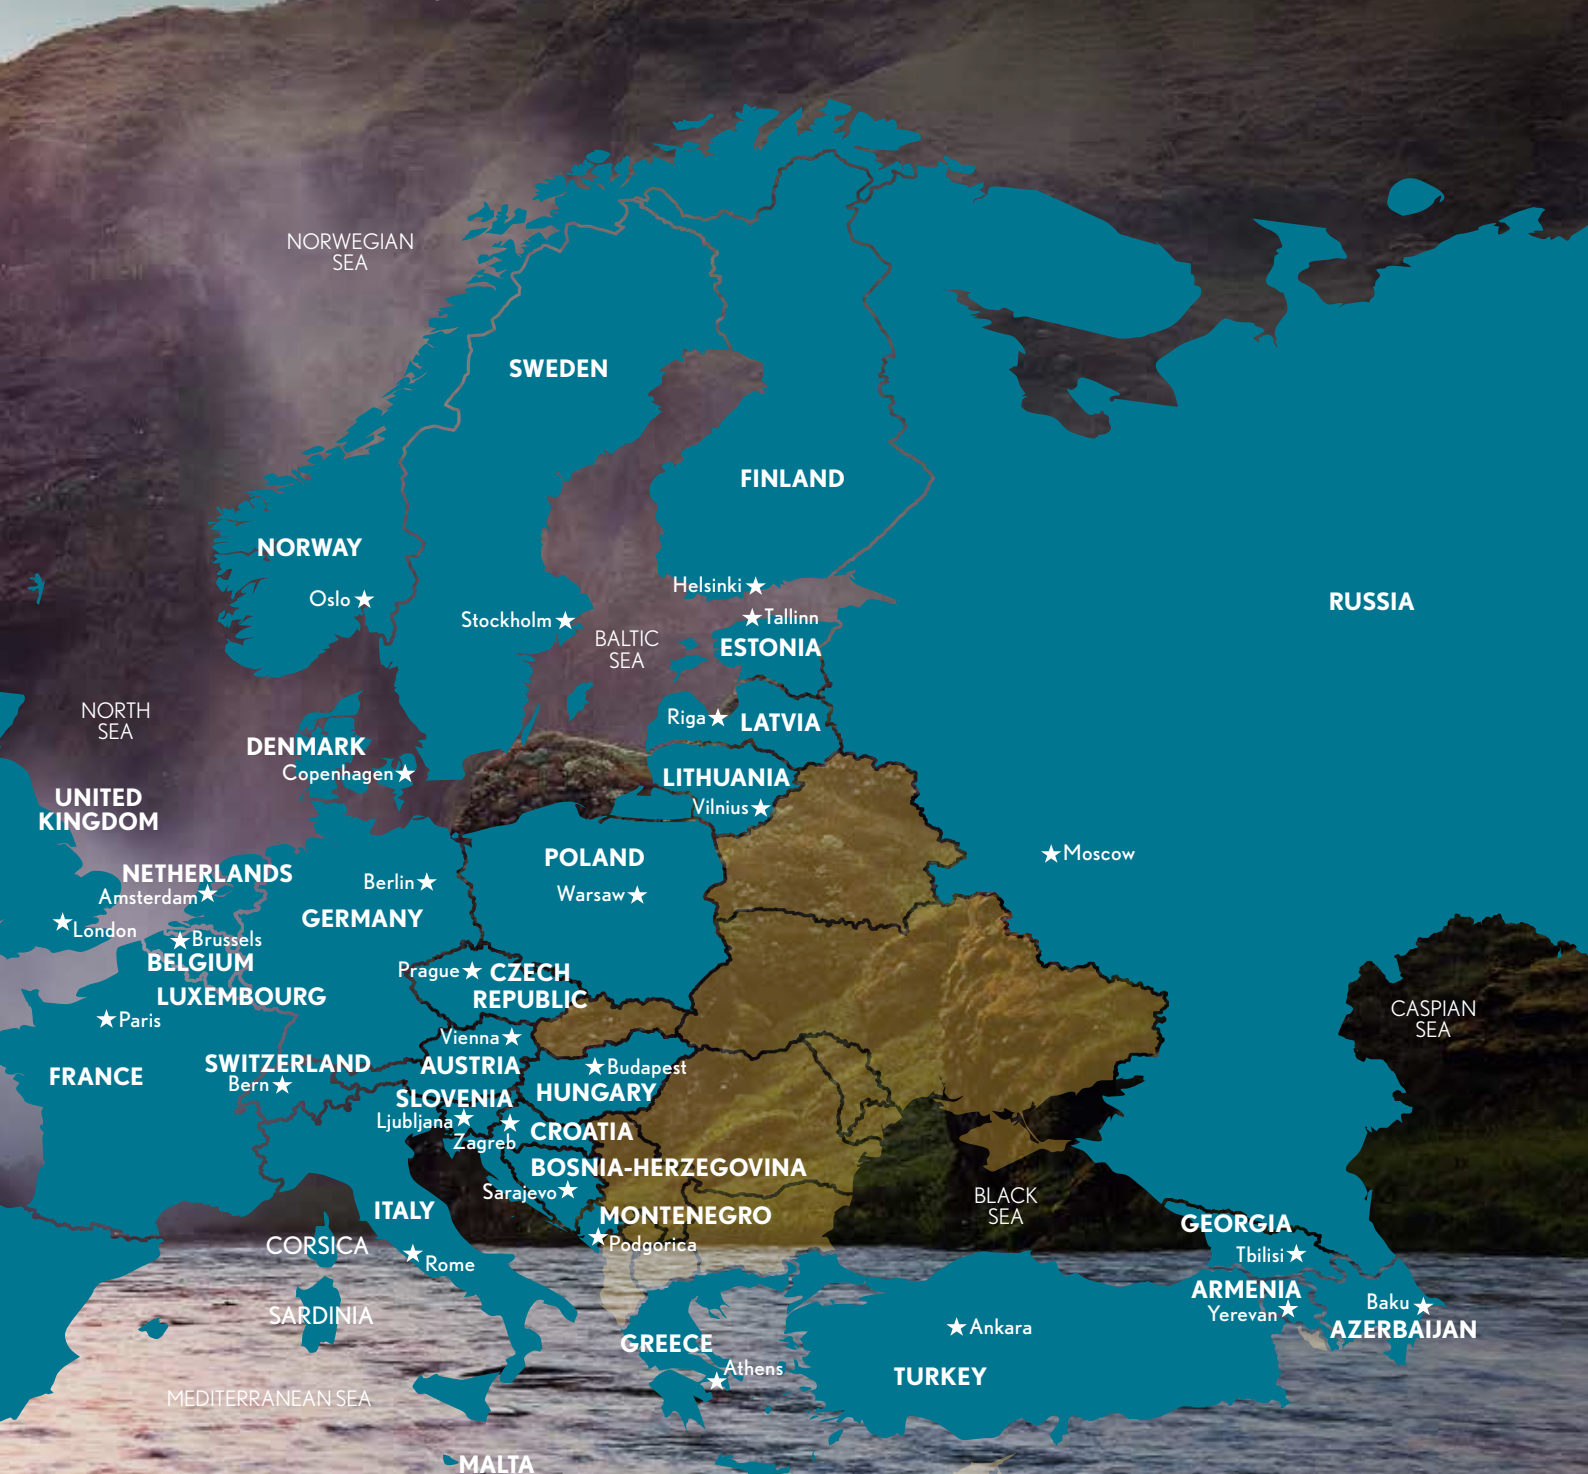 NORWEGIAN
SEA
SWEDEN
FINLAND
NORWAY
Oslo
Helsinki
Stockholm
Tallinn
RUSSIA
BALTIC
SEA
ESTONIA
NORTH
SEA
Riga
LATVIA
DENMARK
Copenhagen
LITHUANIA
Vilnius
UNITED
KINGDOM
Moscow
POLAND
Warsaw
NETHERLANDS
Amsterdam
Berlin
GERMANY
London
Brussels
BELGIUM
Prague
CZECH
REPUBLIC
LUXEMBOURG
Paris
CASPIAN
SEA
Vienna
AUSTRIA
SWITZERLAND
Bern
FRANCE
Budapest
HUNGARY
SLOVENIA
Ljubljana
Zagreb
CROATIA
BOSNIA-HERZEGOVINA
Sarajevo
BLACK
SEA
ITALY
MONTENEGRO
Podgorica
GEORGIA
Tbilisi
CORSICA
Rome
ARMENIA
Yerevan
Baku
AZERBAIJAN
SARDINIA
Ankara
GREECE
Athens
TURKEY
MEDITERRANEAN SEA
MALTA